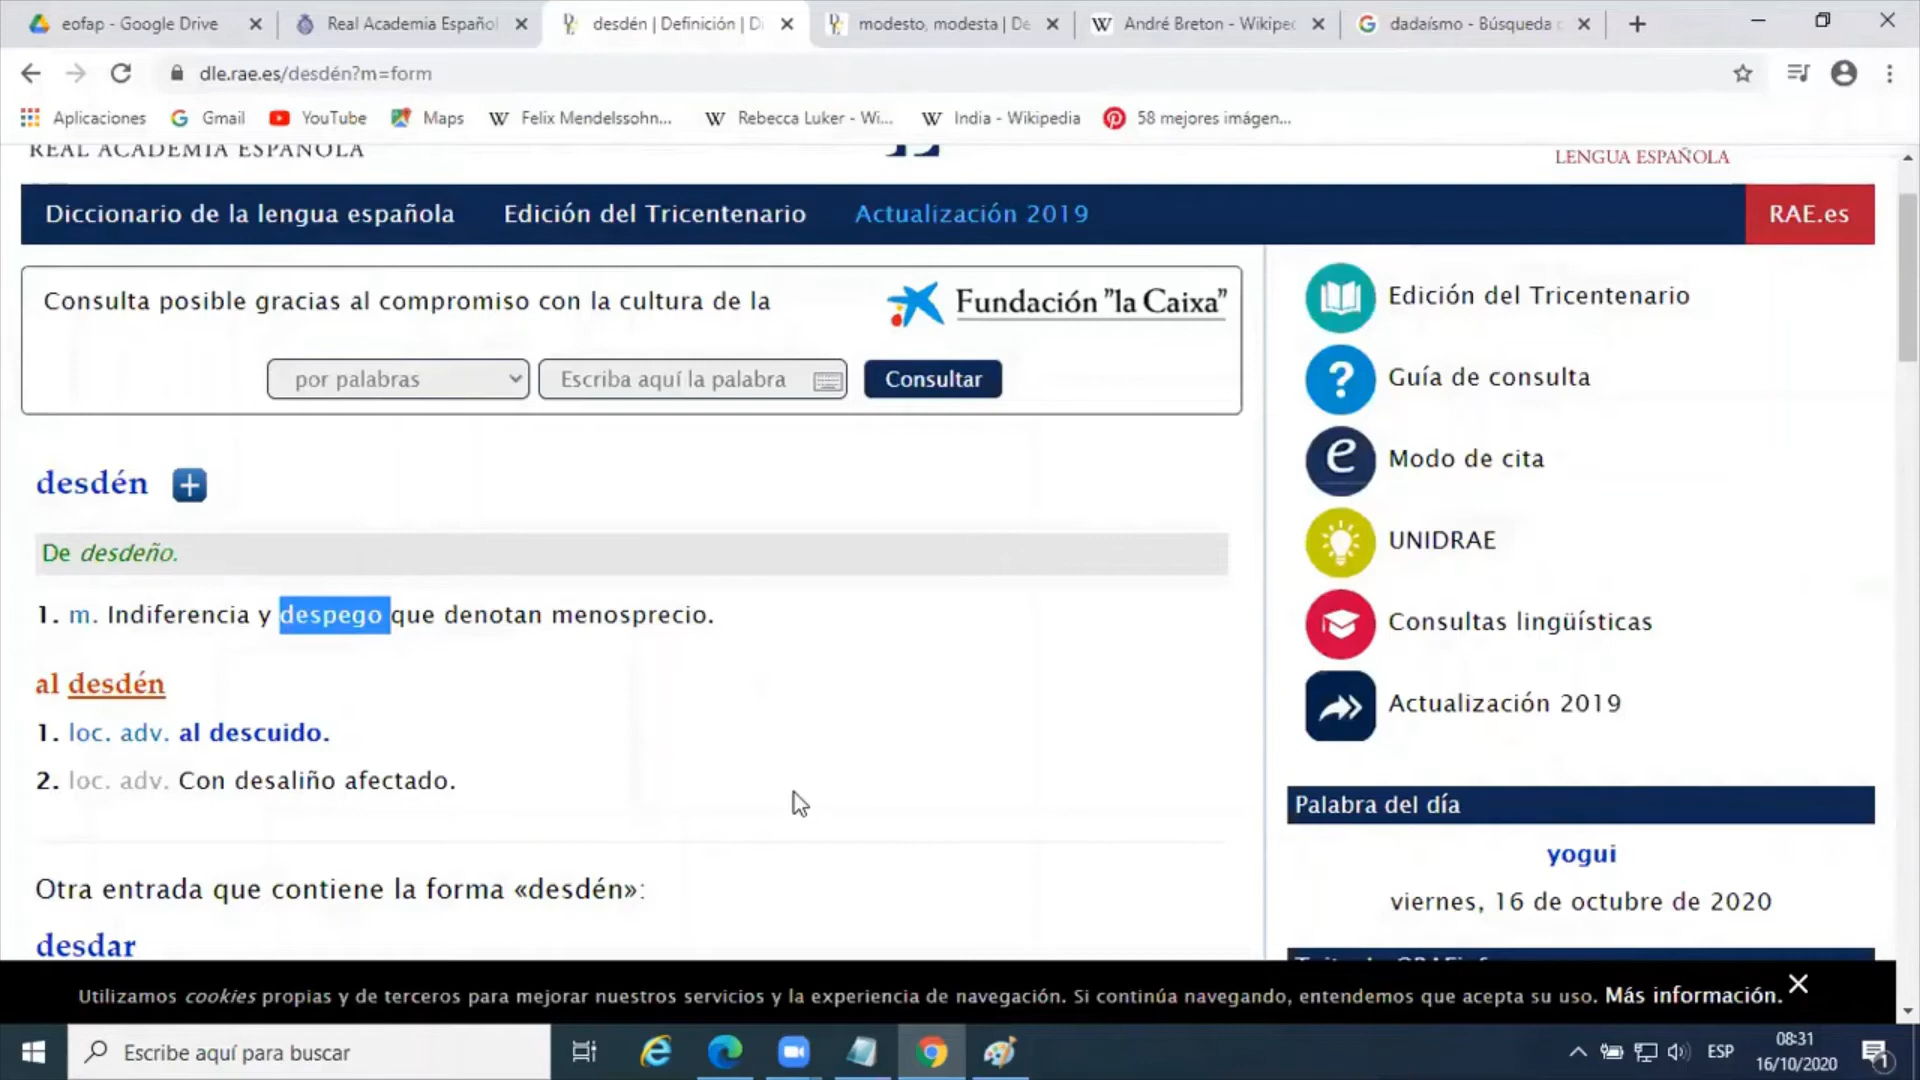 eofap - Google Drive
Real Academia Español
desdén | Definición | Di
modesto, modesta | De
André Breton - Wikipec
dadaísmo - Búsqueda
dle.rae.es/desdén?m=form
Aplicaciones
Gmail
YouTube
Maps
Felix Mendelssohn...
Rebecca Luker - Wi...
India - Wikipedia
58 mejores imágen...
REAL ACADEMIA ESPAÑOLA
LENGUA ESPAÑOLA
Diccionario de la lengua española
Edición del Tricentenario
Actualización 2019
RAE.es
Consulta posible gracias al compromiso con la cultura de la
Fundación "la Caixa"
por palabras
Escriba aquí la palabra
Consultar
desdén
De desdeño.
1. m. Indiferencia y despego que denotan menosprecio.
al desdén
1. loc. adv. al descuido.
2. loc. adv. Con desaliño afectado.
Otra entrada que contiene la forma «desdén»:
desdar
Edición del Tricentenario
Guía de consulta
Modo de cita
UNIDRAE
Consultas lingüísticas
Actualización 2019
Palabra del día
yogui
viernes, 16 de octubre de 2020
Utilizamos cookies propias y de terceros para mejorar nuestros servicios y la experiencia de navegación. Si continúa navegando, entendemos que acepta su uso. Más información.
Escribe aquí para buscar
ESP
08:31
16/10/2020
1